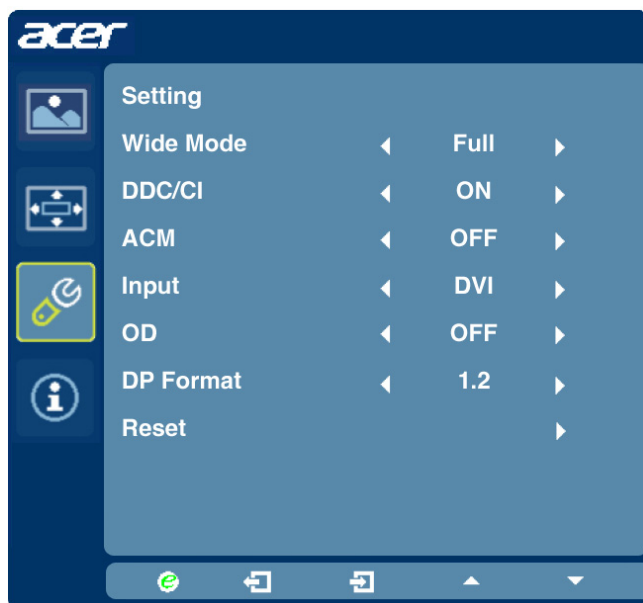 acer
Setting
Wide Mode Full
DDC/CI ON
ACM OFF
Input DVI
OD OFF
DP Format 1.2
Reset
e